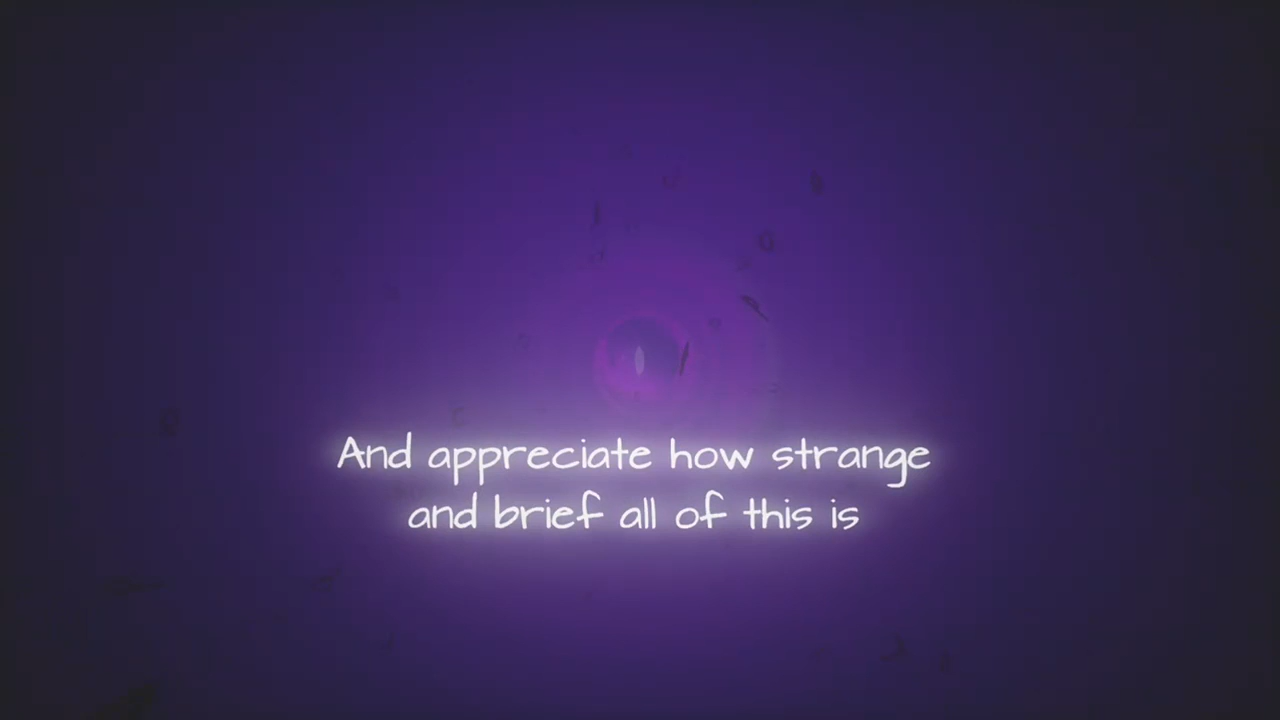 And appreciate how strange
and brief all of this is